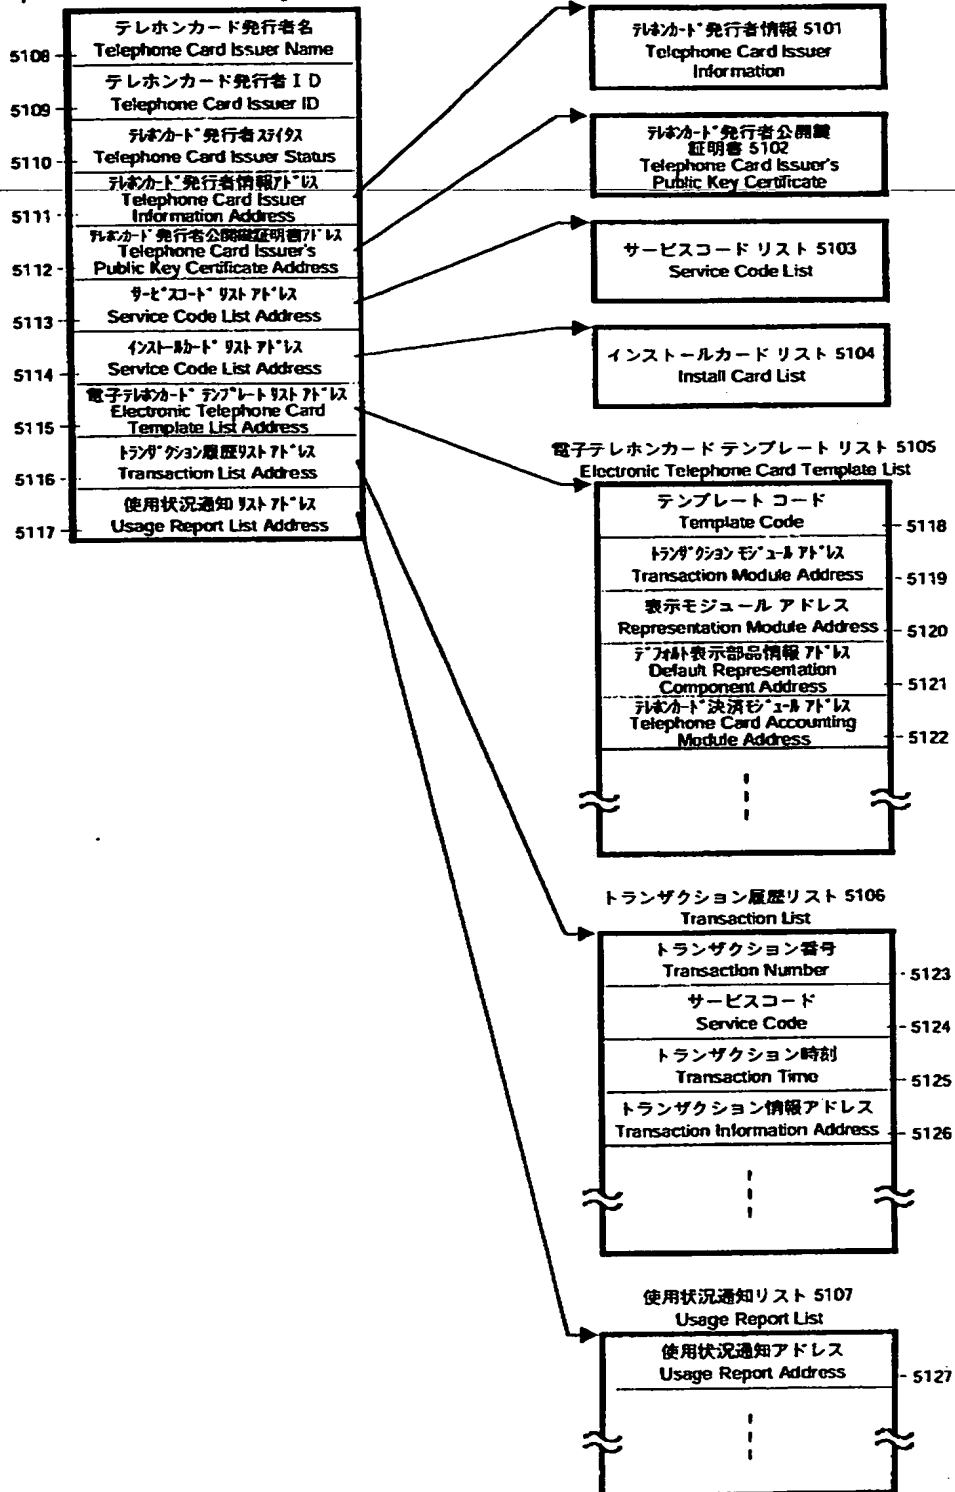 テレホンカード発行者名
Telephone Card Issuer Name
5108
テレホンカード発行者ＩＤ
Telephone Card Issuer ID
5109
ﾃﾚﾎﾝｶｰﾄﾞ発行者ｽﾃｲﾀｽ
Telephone Card Issuer Status
5110
ﾃﾚﾎﾝｶｰﾄﾞ発行者情報ｱﾄﾞﾚｽ
Telephone Card Issuer
Information Address
5111
ﾃﾚﾎﾝｶｰﾄﾞ発行者公開鍵証明書ｱﾄﾞﾚｽ
Telephone Card Issuer's
Public Key Certificate Address
5112
ｻｰﾋﾞｽｺｰﾄﾞ ﾘｽﾄ ｱﾄﾞﾚｽ
Service Code List Address
5113
ｲﾝｽﾄｰﾙｶｰﾄﾞ ﾘｽﾄ ｱﾄﾞﾚｽ
Service Code List Address
5114
電子ﾃﾚﾎﾝｶｰﾄﾞ ﾃﾝﾌﾟﾚｰﾄ ﾘｽﾄ ｱﾄﾞﾚｽ
Electronic Telephone Card
Template List Address
5115
ﾄﾗﾝｻﾞｸｼｮﾝ履歴ﾘｽﾄ ｱﾄﾞﾚｽ
Transaction List Address
5116
使用状況通知 ﾘｽﾄ ｱﾄﾞﾚｽ
Usage Report List Address
5117
ﾃﾚﾎﾝｶｰﾄﾞ発行者情報 5101
Telephone Card Issuer
Information
ﾃﾚﾎﾝｶｰﾄﾞ発行者公開鍵
証明書 5102
Telephone Card Issuer's
Public Key Certificate
サービスコード リスト 5103
Service Code List
インストールカード リスト 5104
Install Card List
電子テレホンカード テンプレート リスト 5105
Electronic Telephone Card Template List
テンプレート コード
Template Code
5118
ﾄﾗﾝｻﾞｸｼｮﾝ ﾓｼﾞｭｰﾙ ｱﾄﾞﾚｽ
Transaction Module Address
5119
表示モジュール アドレス
Representation Module Address
5120
ﾃﾞﾌｫﾙﾄ表示部品情報 ｱﾄﾞﾚｽ
Default Representation
Component Address
5121
ﾃﾚﾎﾝｶｰﾄﾞ決済ﾓｼﾞｭｰﾙ ｱﾄﾞﾚｽ
Telephone Card Accounting
Module Address
5122
トランザクション履歴リスト 5106
Transaction List
トランザクション番号
Transaction Number
5123
サービスコード
Service Code
5124
トランザクション時刻
Transaction Time
5125
トランザクション情報アドレス
Transaction Information Address
5126
使用状況通知リスト 5107
Usage Report List
使用状況通知アドレス
Usage Report Address
5127